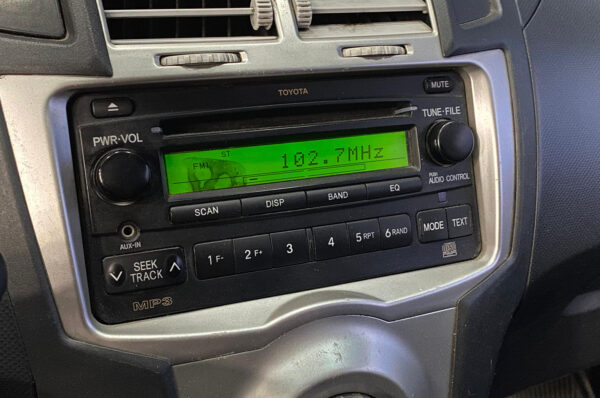 TOYOTA
MUTE
PWR·VOL
TUNE·FILE
ST
FM1
102.7MHz
PUSH
AUDIO CONTROL
SCAN
DISP
BAND
EQ
AUX-IN
SEEK
TRACK
1 F-
2 F+
3
4
5 RPT
6 RAND
MODE
TEXT
MP3